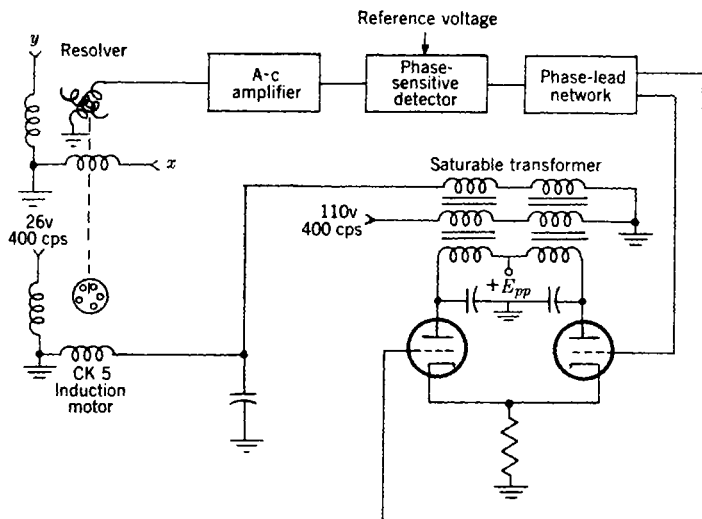 Reference voltage
y
Resolver
A-c
amplifier
Phase-
sensitive
detector
Phase-lead
network
x
Saturable transformer
26v
400 cps
110v
400 cps
+E_pp
CK 5
Induction
motor